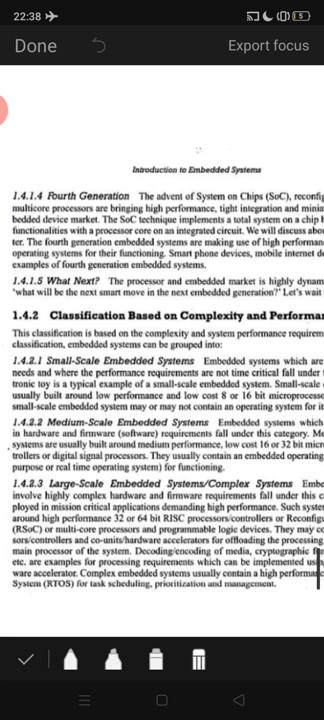 22:38
5
Done
Export focus
Introduction to Embedded Systems
1.4.1.4 Fourth Generation The advent of System on Chips (SoC), reconfig
multicore processors are bringing high performance, tight integration and minia
bedded device market. The SoC technique implements a total system on a chip b
functionalities with a processor core on an integrated circuit. We will discuss abou
ter. The fourth generation embedded systems are making use of high performan
operating systems for their functioning. Smart phone devices, mobile internet de
examples of fourth generation embedded systems.
1.4.1.5 What Next? The processor and embedded market is highly dynam
'what will be the next smart move in the next embedded generation?' Let's wait
1.4.2 Classification Based on Complexity and Performa
This classification is based on the complexity and system performance requirem
classification, embedded systems can be grouped into:
1.4.2.1 Small-Scale Embedded Systems Embedded systems which are
needs and where the performance requirements are not time critical fall under t
tronic toy is a typical example of a small-scale embedded system. Small-scale
usually built around low performance and low cost 8 or 16 bit microprocesso
small-scale embedded system may or may not contain an operating system for it
1.4.2.2 Medium-Scale Embedded Systems Embedded systems which
in hardware and firmware (software) requirements fall under this category. Me
systems are usually built around medium performance, low cost 16 or 32 bit micr
trollers or digital signal processors. They usually contain an embedded operating
purpose or real time operating system) for functioning.
1.4.2.3 Large-Scale Embedded Systems/Complex Systems Embe
involve highly complex hardware and firmware requirements fall under this c
ployed in mission critical applications demanding high performance. Such syste
around high performance 32 or 64 bit RISC processors/controllers or Reconfigu
(RSoC) or multi-core processors and programmable logic devices. They may co
sors/controllers and co-units/hardware accelerators for offloading the processing
main processor of the system. Decoding/encoding of media, cryptographic
etc. are examples for processing requirements which can be implemented
ware accelerator. Complex embedded systems usually contain a high
System (RTOS) for task scheduling, prioritization and management.